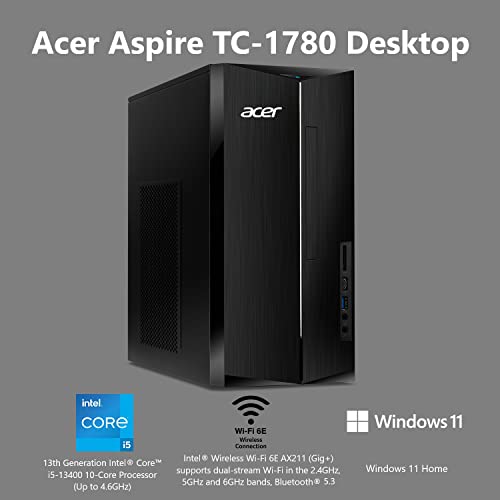 Acer Aspire TC-1780 Desktop
acer
intel
CORE
i5
Wi-Fi 6E
Wireless
Connection
Windows 11
13th Generation Intel® Core™
i5-13400 10-Core Processor
(Up to 4.6GHz)
Intel® Wireless Wi-Fi 6E AX211 (Gig+)
supports dual-stream Wi-Fi in the 2.4GHz,
5GHz and 6GHz bands, Bluetooth® 5.3
Windows 11 Home